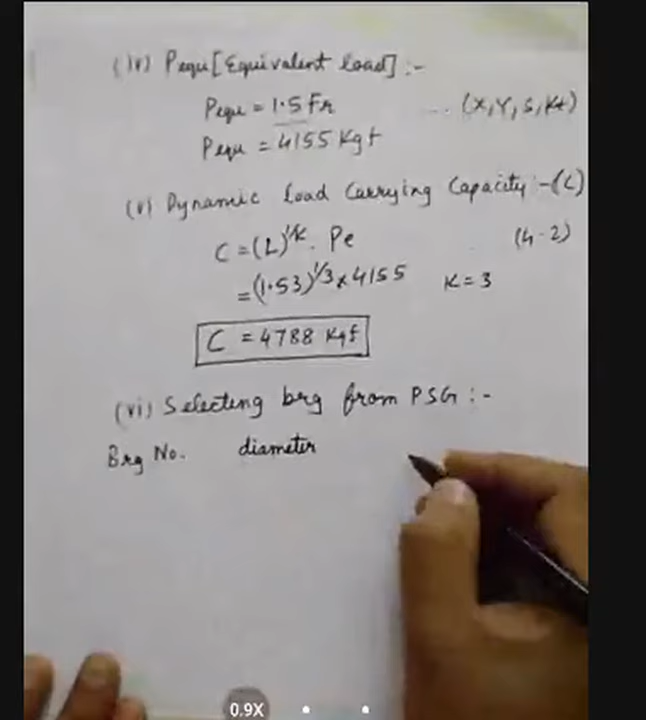 (iv) Pequ [Equivalent load] :-
Pequ = 1.5 Fr ... (X, Y, S, Kt)
Pequ = 4155 Kgf
(v) Dynamic Load Carrying Capacity :- (C)
C = (L)^1/K . Pe (4-2)
= (1.53)^1/3 x 4155 K = 3
C = 4788 Kgf
(vi) Selecting brg from PSG :-
Brg No. diameter
0.9X